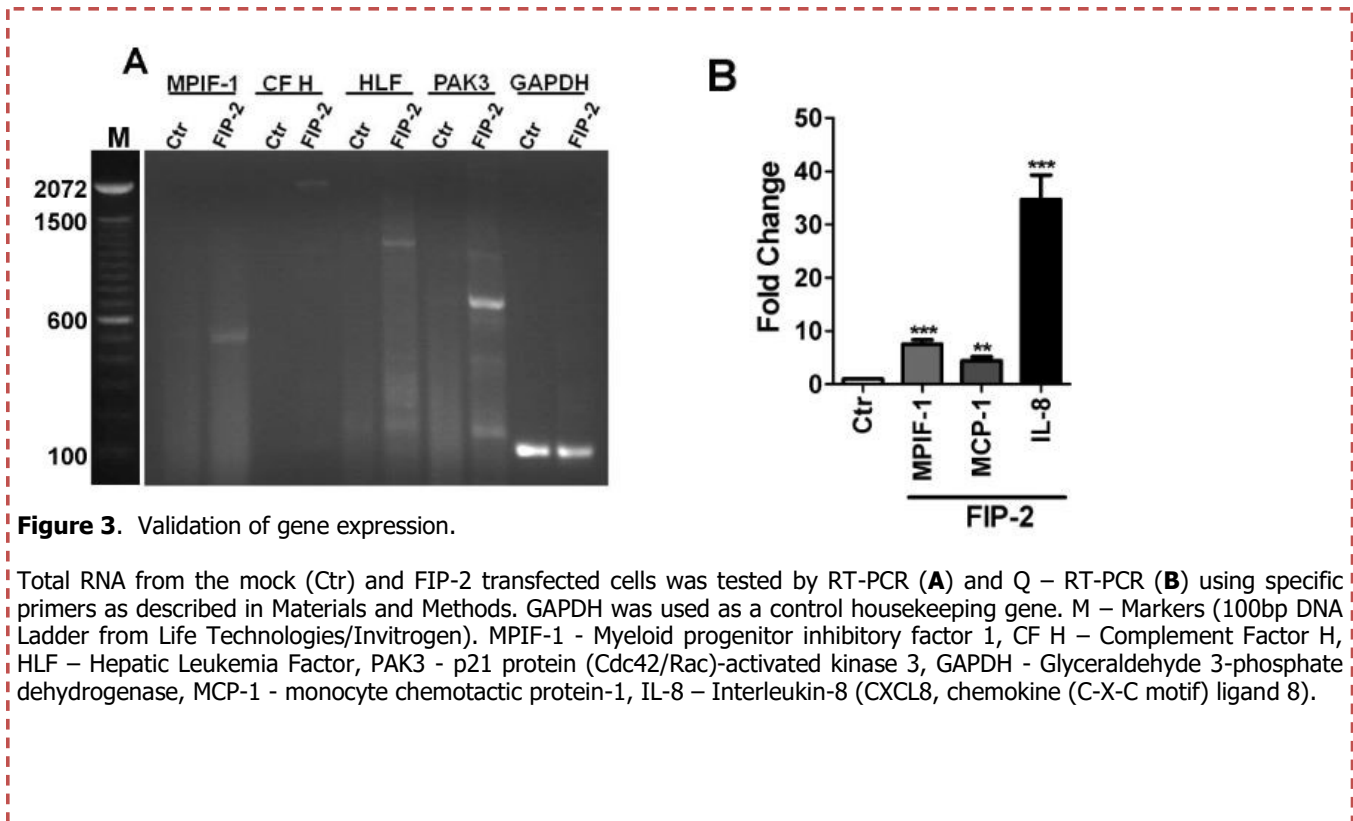 A
MPIF-1 CF H HLF PAK3 GAPDH
M Ctr FIP-2 Ctr FIP-2 Ctr FIP-2 Ctr FIP-2 Ctr FIP-2
2072
1500
600
100
B
Fold Change
50
40
30
20
10
0
***
**
***
Ctr
MPIF-1
MCP-1
IL-8
FIP-2
Figure 3. Validation of gene expression.
Total RNA from the mock (Ctr) and FIP-2 transfected cells was tested by RT-PCR (A) and Q – RT-PCR (B) using specific
primers as described in Materials and Methods. GAPDH was used as a control housekeeping gene. M – Markers (100bp DNA
Ladder from Life Technologies/Invitrogen). MPIF-1 - Myeloid progenitor inhibitory factor 1, CF H – Complement Factor H,
HLF – Hepatic Leukemia Factor, PAK3 - p21 protein (Cdc42/Rac)-activated kinase 3, GAPDH - Glyceraldehyde 3-phosphate
dehydrogenase, MCP-1 - monocyte chemotactic protein-1, IL-8 – Interleukin-8 (CXCL8, chemokine (C-X-C motif) ligand 8).